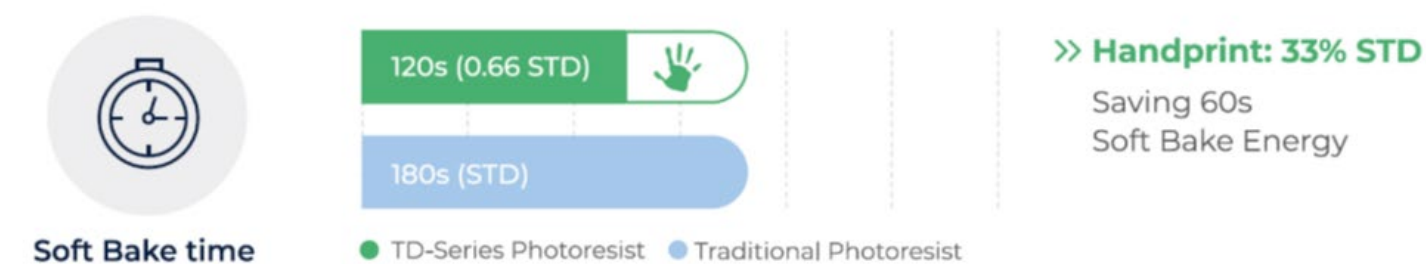 120s (0.66 STD)
180s (STD)
Soft Bake time
TD-Series Photoresist
Traditional Photoresist
» Handprint: 33% STD
Saving 60s
Soft Bake Energy